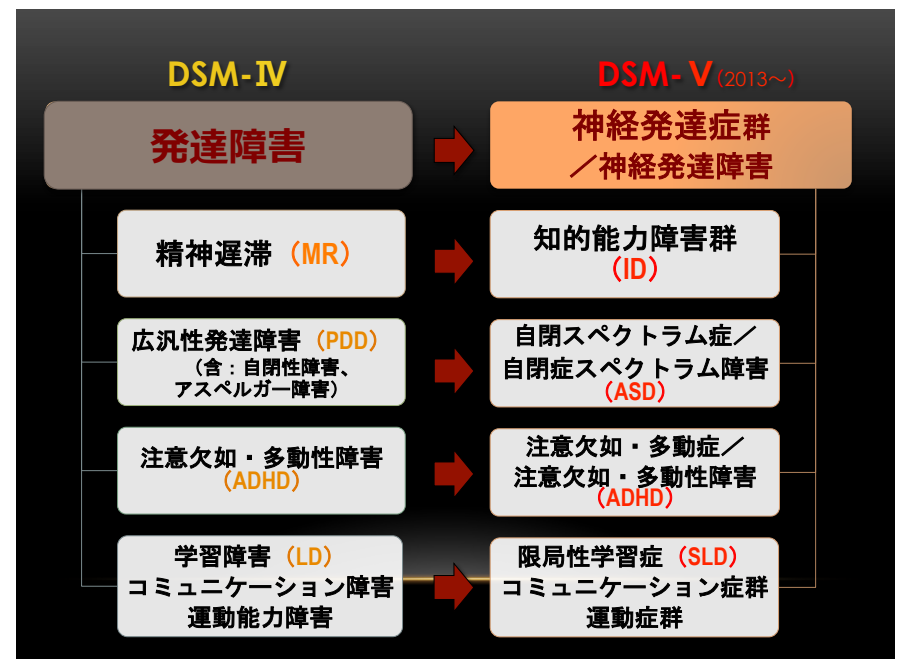 DSM-Ⅳ
DSM-Ⅴ(2013~)
発達障害
神経発達症群
／神経発達障害
精神遅滞（MR）
知的能力障害群
（ID）
広汎性発達障害（PDD）
（含：自閉性障害、
アスペルガー障害）
自閉スペクトラム症／
自閉症スペクトラム障害
（ASD）
注意欠如・多動性障害
（ADHD）
注意欠如・多動症／
注意欠如・多動性障害
（ADHD）
学習障害（LD）
コミュニケーション障害
運動能力障害
限局性学習症（SLD）
コミュニケーション症群
運動症群